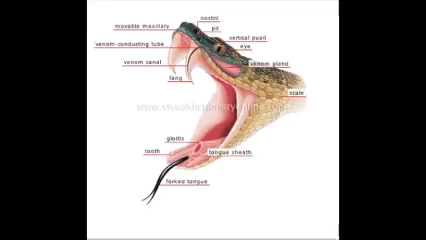 nostril
movable maxillary
pit
vertical pupil
venom-conducting tube
eye
venom canal
venom gland
fang
scale
www.visualdictionaryonline.com
glottis
tooth
tongue sheath
forked tongue